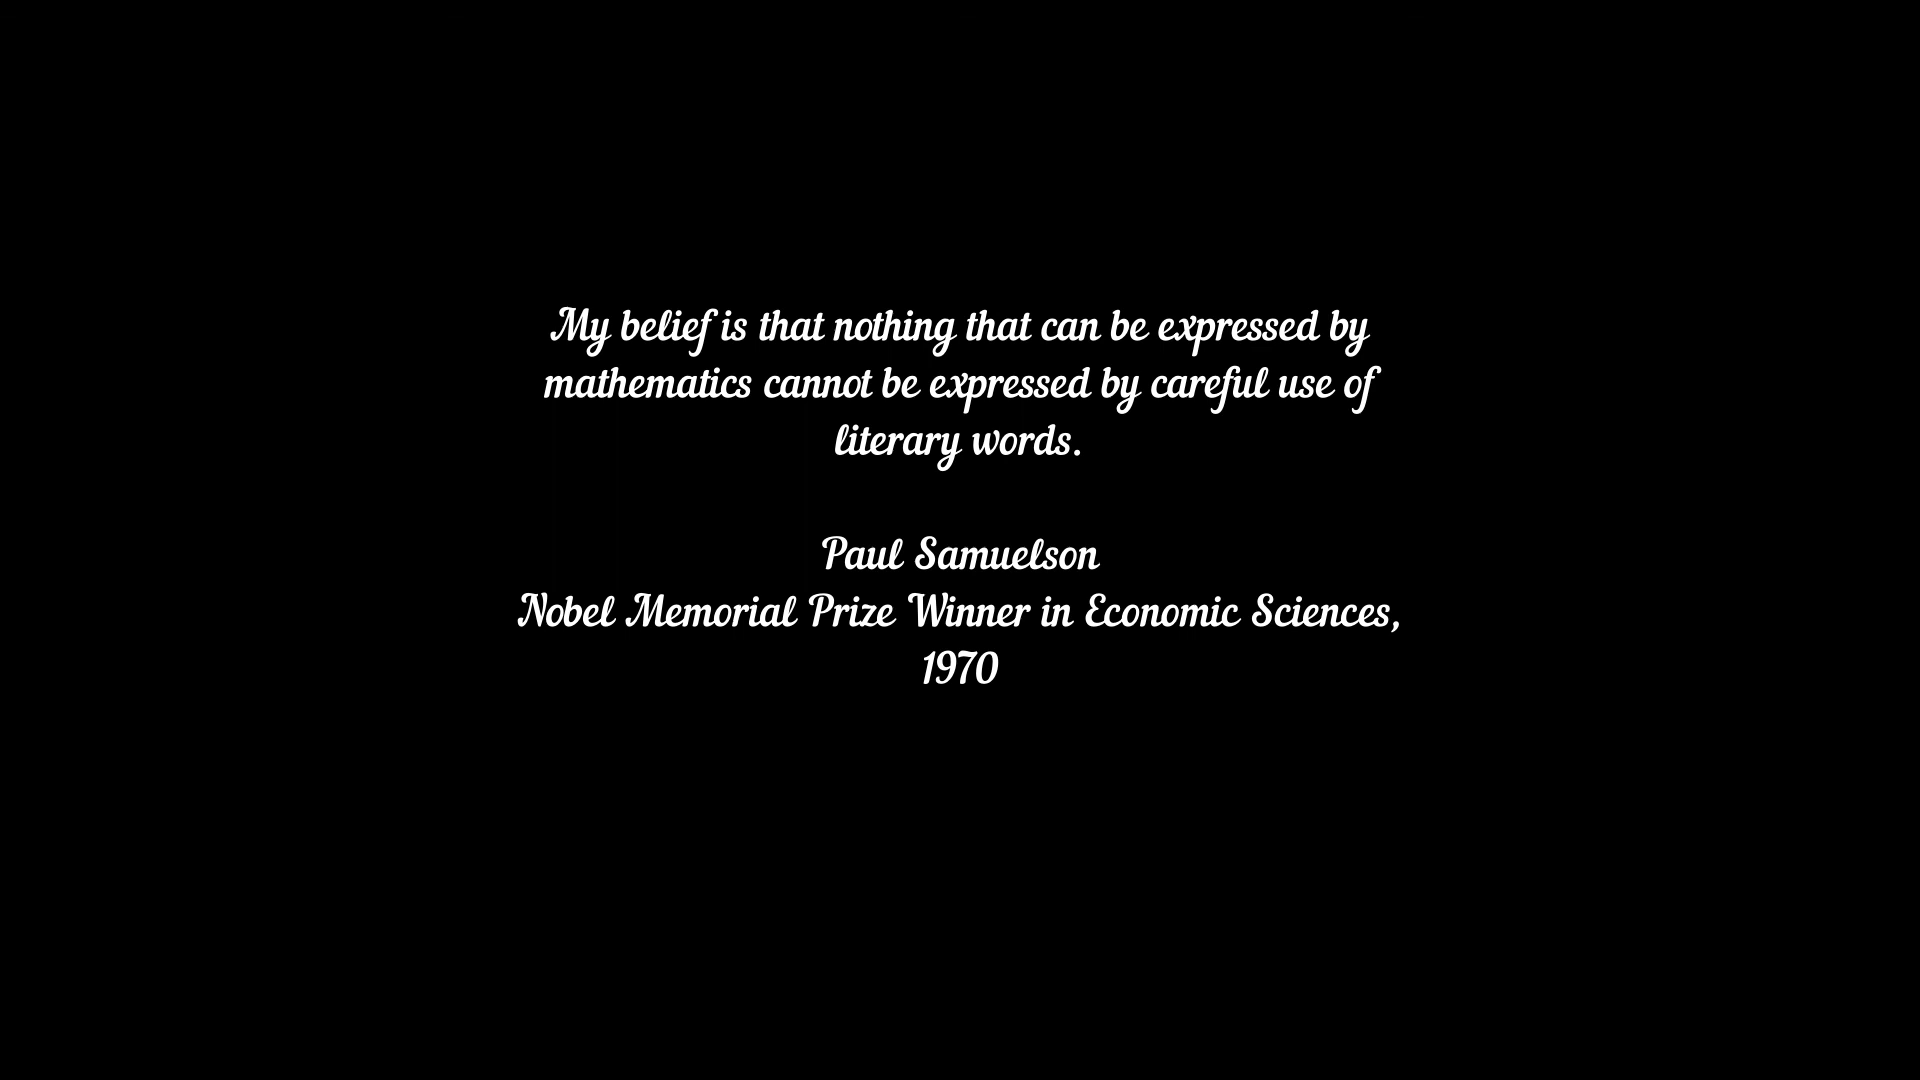 My belief is that nothing that can be expressed by
mathematics cannot be expressed by careful use of
literary words.
Paul Samuelson
Nobel Memorial Prize Winner in Economic Sciences,
1970